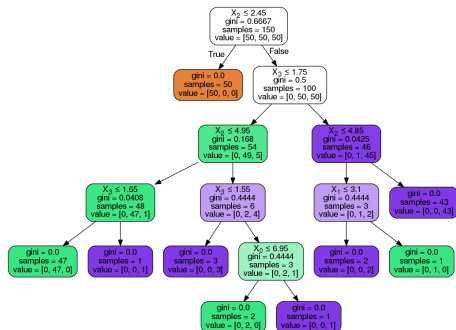 X₂ ≤ 2.45
gini = 0.6667
samples = 150
value = [50, 50, 50]
True
False
gini = 0.0
samples = 50
value = [50, 0, 0]
X₃ ≤ 1.75
gini = 0.5
samples = 100
value = [0, 50, 50]
X₂ ≤ 4.95
gini = 0.168
samples = 54
value = [0, 49, 5]
X₂ ≤ 4.85
gini = 0.0425
samples = 46
value = [0, 1, 45]
X₃ ≤ 1.65
gini = 0.0408
samples = 48
value = [0, 47, 1]
X₃ ≤ 1.55
gini = 0.4444
samples = 6
value = [0, 2, 4]
X₁ ≤ 3.1
gini = 0.4444
samples = 3
value = [0, 1, 2]
gini = 0.0
samples = 43
value = [0, 0, 43]
gini = 0.0
samples = 47
value = [0, 47, 0]
gini = 0.0
samples = 1
value = [0, 0, 1]
gini = 0.0
samples = 3
value = [0, 0, 3]
X₀ ≤ 6.95
gini = 0.4444
samples = 3
value = [0, 2, 1]
gini = 0.0
samples = 2
value = [0, 0, 2]
gini = 0.0
samples = 1
value = [0, 1, 0]
gini = 0.0
samples = 2
value = [0, 2, 0]
gini = 0.0
samples = 1
value = [0, 0, 1]